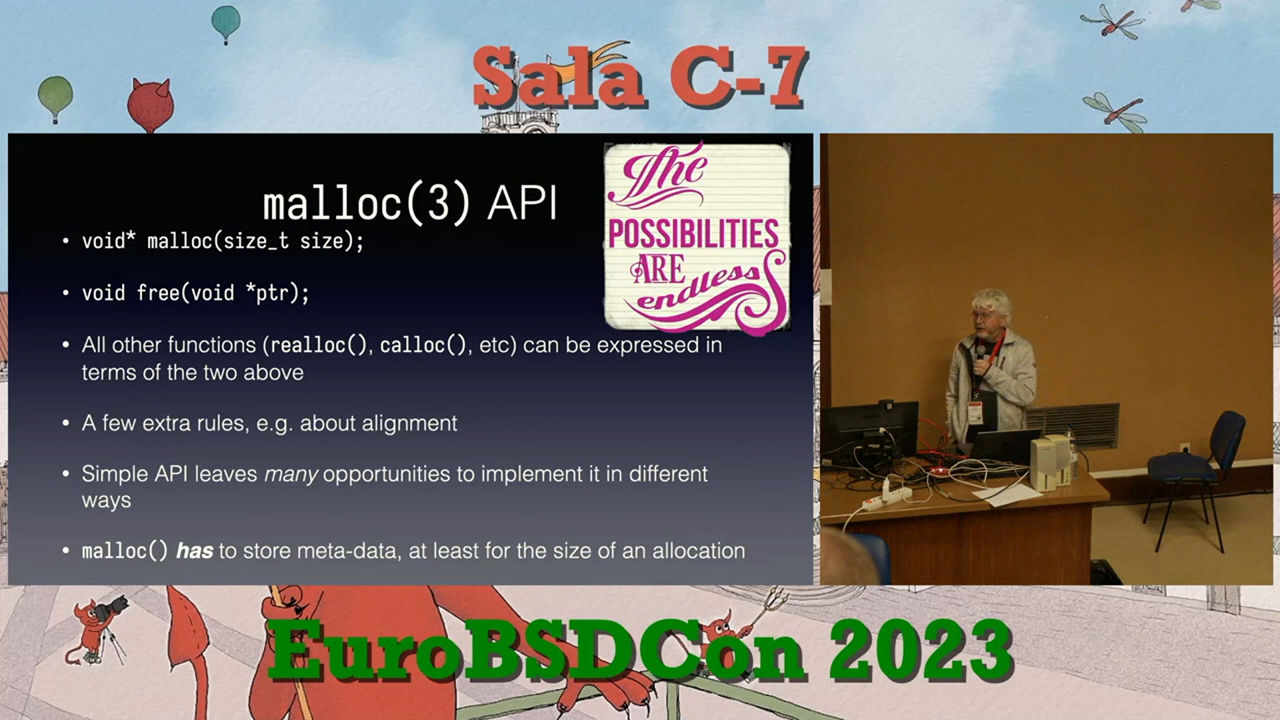 Sala C-7
malloc(3) API
The
POSSIBILITIES
ARE
endless
• void* malloc(size_t size);
• void free(void *ptr);
• All other functions (realloc(), calloc(), etc) can be expressed in
terms of the two above
• A few extra rules, e.g. about alignment
• Simple API leaves many opportunities to implement it in different
ways
• malloc() has to store meta-data, at least for the size of an allocation
EuroBSDCon 2023